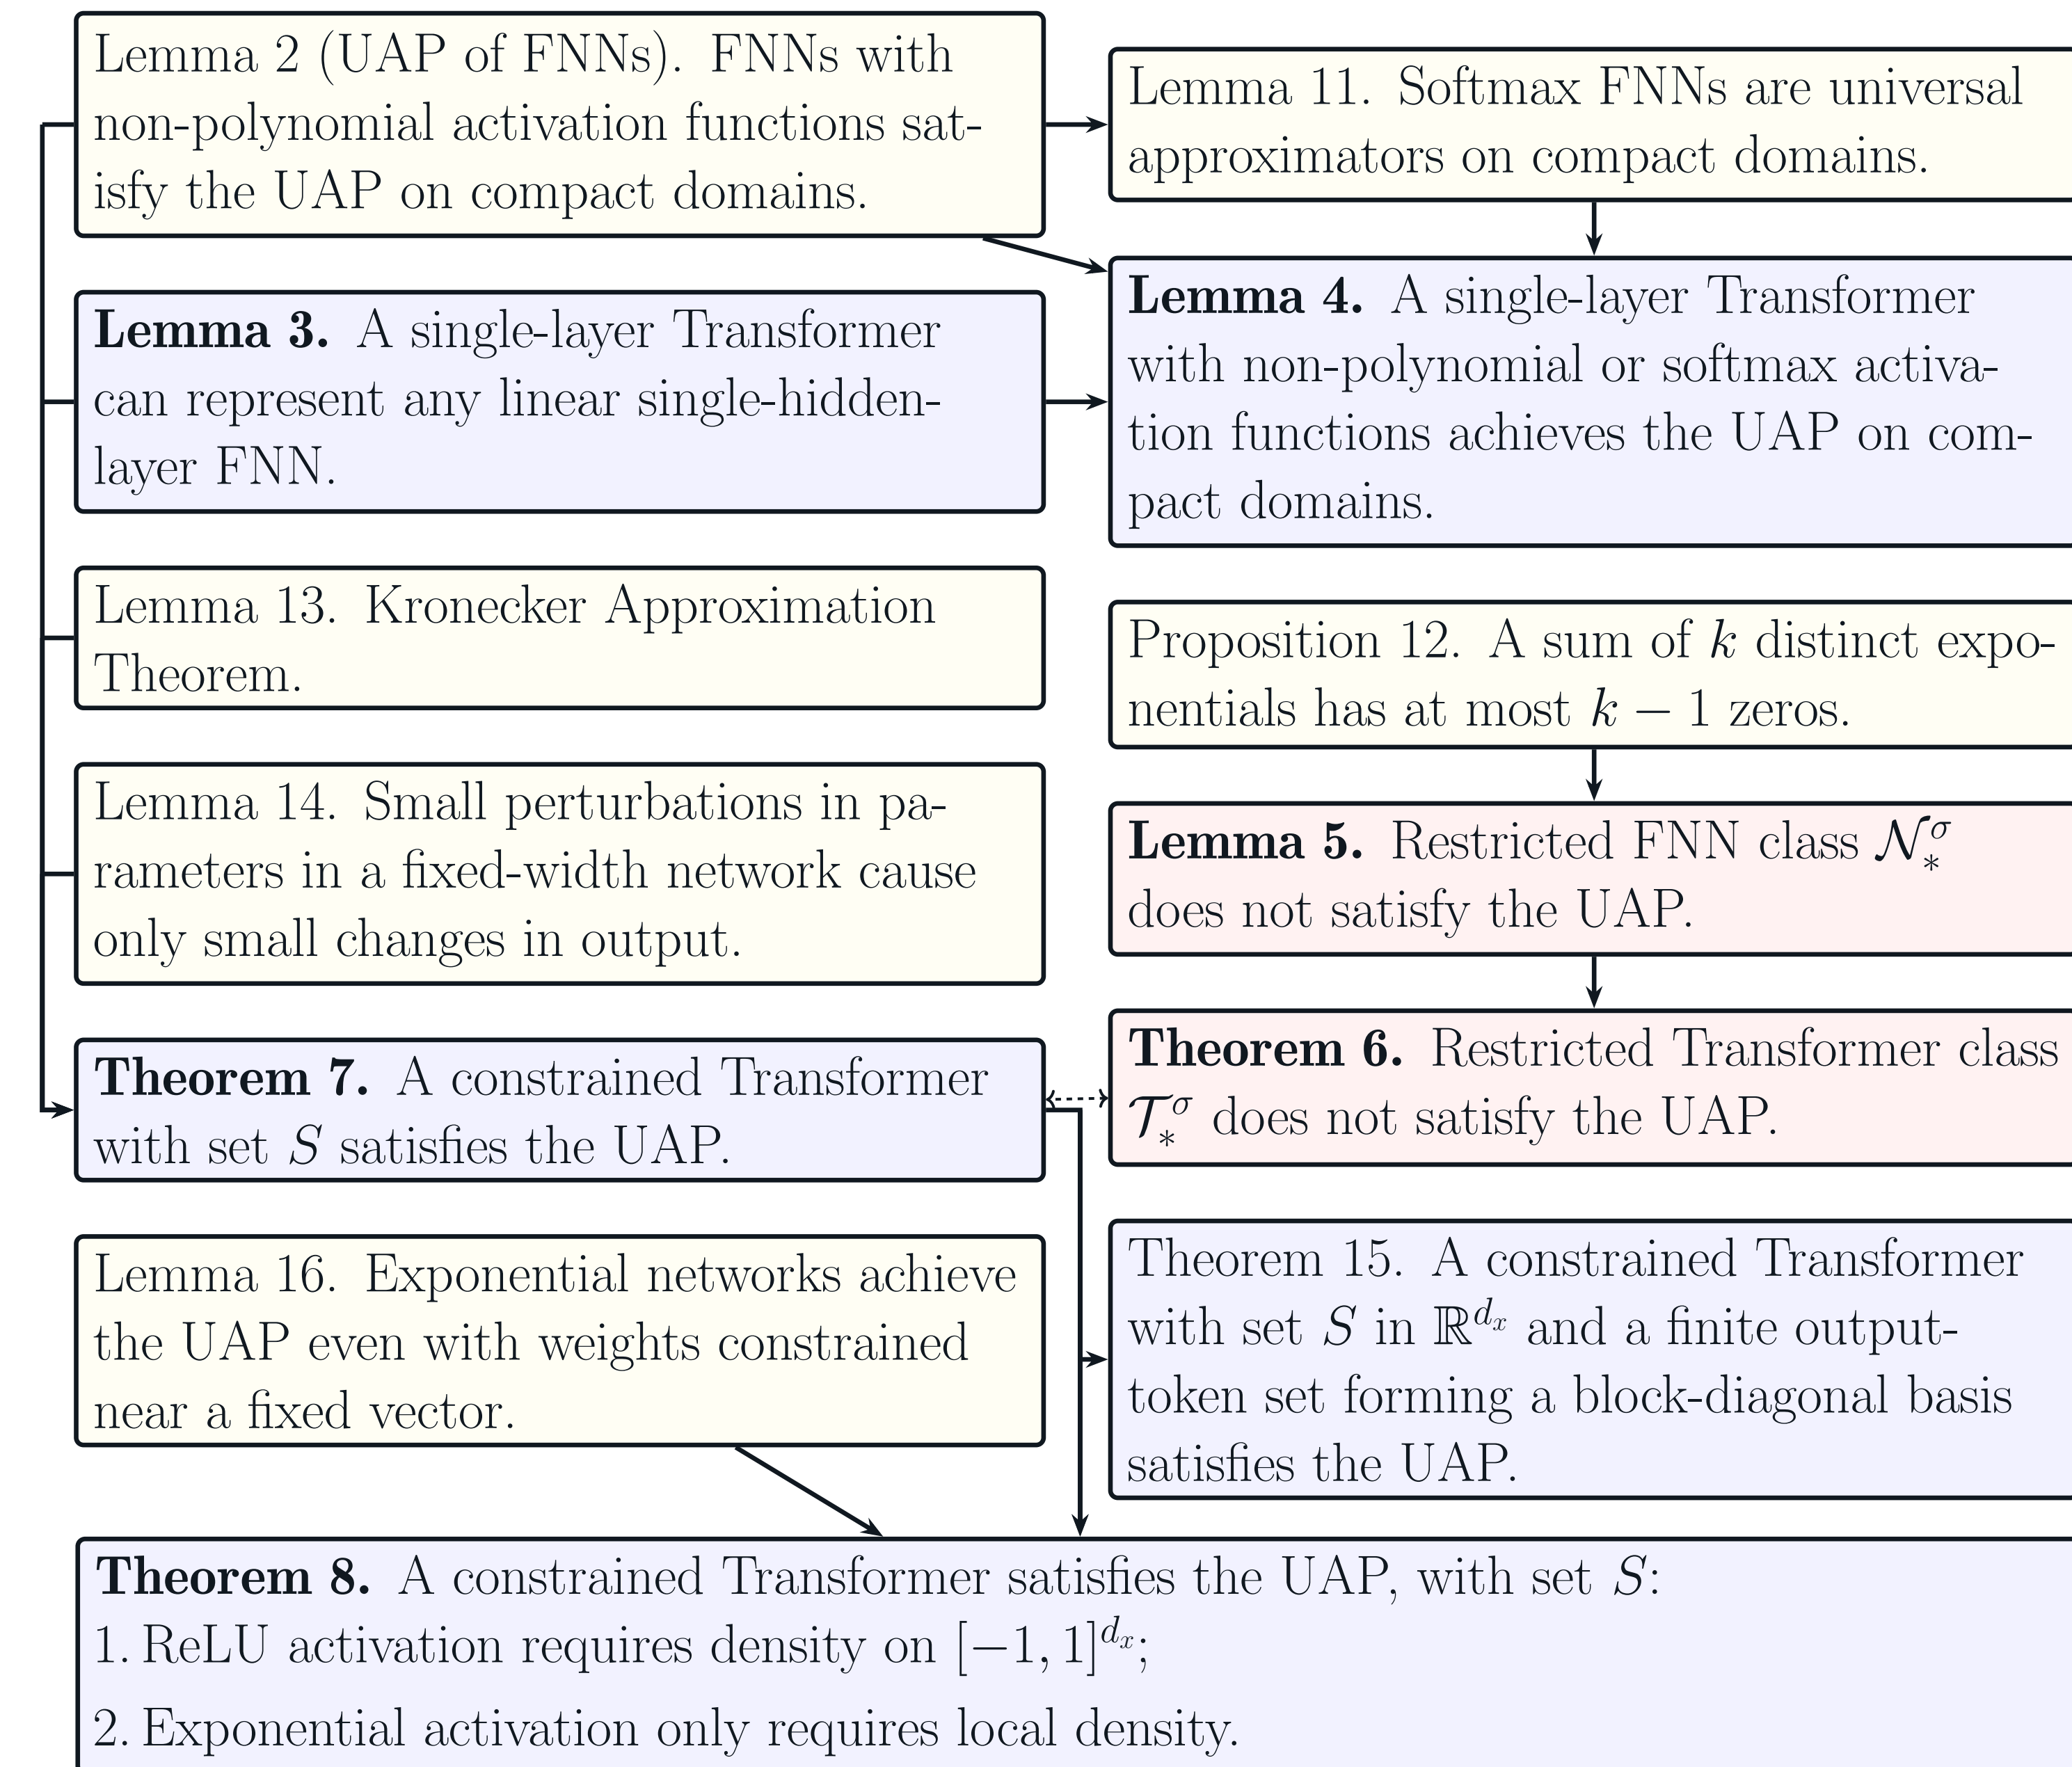 Lemma 2 (UAP of FNNs). FNNs with
non-polynomial activation functions sat-
isfy the UAP on compact domains.
Lemma 11. Softmax FNNs are universal
approximators on compact domains.
Lemma 3. A single-layer Transformer
can represent any linear single-hidden-
layer FNN.
Lemma 4. A single-layer Transformer
with non-polynomial or softmax activa-
tion functions achieves the UAP on com-
pact domains.
Lemma 13. Kronecker Approximation
Theorem.
Proposition 12. A sum of k distinct expo-
nentials has at most k − 1 zeros.
Lemma 14. Small perturbations in pa-
rameters in a fixed-width network cause
only small changes in output.
Lemma 5. Restricted FNN class 𝒩_*^σ
does not satisfy the UAP.
Theorem 7. A constrained Transformer
with set S satisfies the UAP.
Theorem 6. Restricted Transformer class
𝒯_*^σ does not satisfy the UAP.
Lemma 16. Exponential networks achieve
the UAP even with weights constrained
near a fixed vector.
Theorem 15. A constrained Transformer
with set S in ℝ^{d_x} and a finite output-
token set forming a block-diagonal basis
satisfies the UAP.
Theorem 8. A constrained Transformer satisfies the UAP, with set S:
1. ReLU activation requires density on [−1, 1]^{d_x};
2. Exponential activation only requires local density.